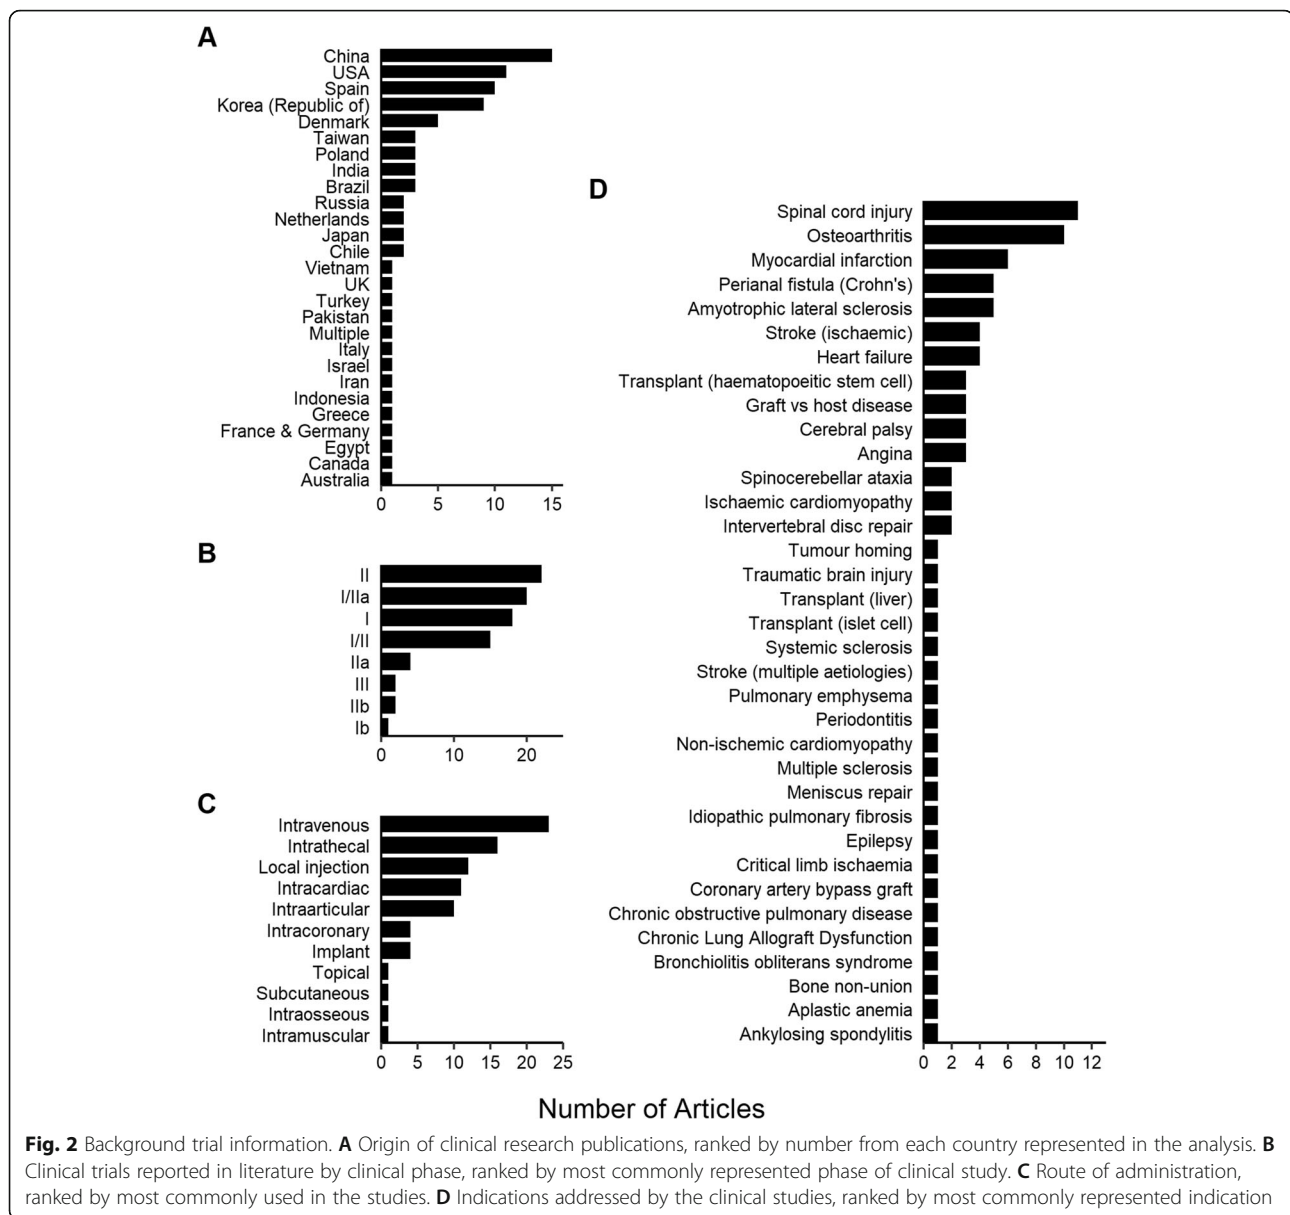 A
China
USA
Spain
Korea (Republic of)
Denmark
Taiwan
Poland
India
Brazil
Russia
Netherlands
Japan
Chile
Vietnam
UK
Turkey
Pakistan
Multiple
Italy
Israel
Iran
Indonesia
Greece
France & Germany
Egypt
Canada
Australia
0 5 10 15
B
II
I/IIa
I
I/II
IIa
III
IIb
Ib
0 10 20
C
Intravenous
Intrathecal
Local injection
Intracardiac
Intraarticular
Intracoronary
Implant
Topical
Subcutaneous
Intraosseous
Intramuscular
0 5 10 15 20 25
D
Spinal cord injury
Osteoarthritis
Myocardial infarction
Perianal fistula (Crohn's)
Amyotrophic lateral sclerosis
Stroke (ischaemic)
Heart failure
Transplant (haematopoeitic stem cell)
Graft vs host disease
Cerebral palsy
Angina
Spinocerebellar ataxia
Ischaemic cardiomyopathy
Intervertebral disc repair
Tumour homing
Traumatic brain injury
Transplant (liver)
Transplant (islet cell)
Systemic sclerosis
Stroke (multiple aetiologies)
Pulmonary emphysema
Periodontitis
Non-ischemic cardiomyopathy
Multiple sclerosis
Meniscus repair
Idiopathic pulmonary fibrosis
Epilepsy
Critical limb ischaemia
Coronary artery bypass graft
Chronic obstructive pulmonary disease
Chronic Lung Allograft Dysfunction
Bronchiolitis obliterans syndrome
Bone non-union
Aplastic anemia
Ankylosing spondylitis
0 2 4 6 8 10 12
Number of Articles
Fig. 2 Background trial information. A Origin of clinical research publications, ranked by number from each country represented in the analysis. B
Clinical trials reported in literature by clinical phase, ranked by most commonly represented phase of clinical study. C Route of administration,
ranked by most commonly used in the studies. D Indications addressed by the clinical studies, ranked by most commonly represented indication